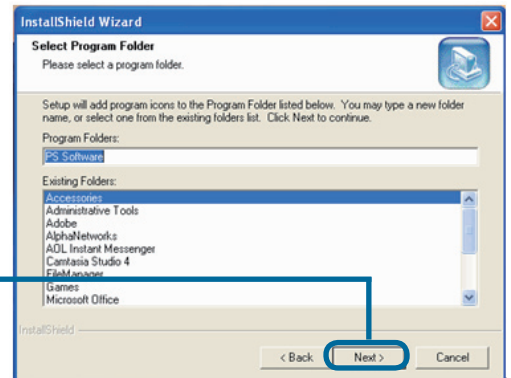 InstallShield Wizard
Select Program Folder
Please select a program folder.
Setup will add program icons to the Program Folder listed below. You may type a new folder
name, or select one from the existing folders list. Click Next to continue.
Program Folders:
PS Software
Existing Folders:
Accessories
Administrative Tools
Adobe
AlphaNetworks
AOL Instant Messenger
Camtasia Studio 4
FileManager
Games
Microsoft Office
InstallShield
< Back
Next >
Cancel